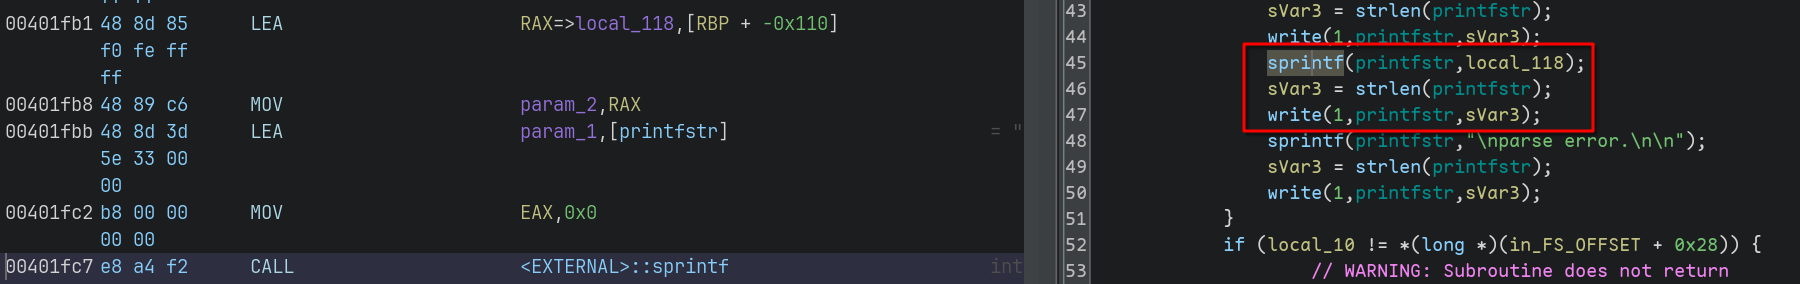 00401fb1 48 8d 85 LEA RAX=>local_118,[RBP + -0x110]
f0 fe ff
ff
00401fb8 48 89 c6 MOV param_2,RAX
00401fbb 48 8d 3d LEA param_1,[printfstr] = "
5e 33 00
00
00401fc2 b8 00 00 MOV EAX,0x0
00 00
00401fc7 e8 a4 f2 CALL <EXTERNAL>::sprintf int
43 sVar3 = strlen(printfstr);
44 write(1,printfstr,sVar3);
45 sprintf(printfstr,local_118);
46 sVar3 = strlen(printfstr);
47 write(1,printfstr,sVar3);
48 sprintf(printfstr,"\nparse error.\n\n");
49 sVar3 = strlen(printfstr);
50 write(1,printfstr,sVar3);
51 }
52 if (local_10 != *(long *)(in_FS_OFFSET + 0x28)) {
53 // WARNING: Subroutine does not return